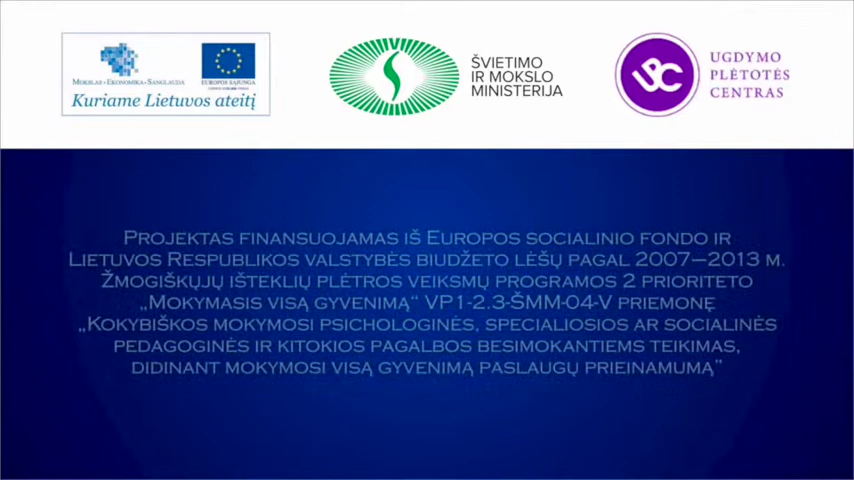 Mokslas • Ekonomika • Sanglauda
EUROPOS SĄJUNGA
Kuriame Lietuvos ateitį
ŠVIETIMO
IR MOKSLO
MINISTERIJA
UPC
UGDYMO
PLĖTOTĖS
CENTRAS
PROJEKTAS FINANSUOJAMAS IŠ EUROPOS SOCIALINIO FONDO IR
LIETUVOS RESPUBLIKOS VALSTYBĖS BIUDŽETO LĖŠŲ PAGAL 2007–2013 M.
ŽMOGIŠKŲJŲ IŠTEKLIŲ PLĖTROS VEIKSMŲ PROGRAMOS 2 PRIORITETO
„MOKYMASIS VISĄ GYVENIMĄ“ VP1-2.3-ŠMM-04-V PRIEMONĘ
„KOKYBIŠKOS MOKYMOSI PSICHOLOGINĖS, SPECIALIOSIOS AR SOCIALINĖS
PEDAGOGINĖS IR KITOKIOS PAGALBOS BESIMOKANTIEMS TEIKIMAS,
DIDINANT MOKYMOSI VISĄ GYVENIMĄ PASLAUGŲ PRIEINAMUMĄ”